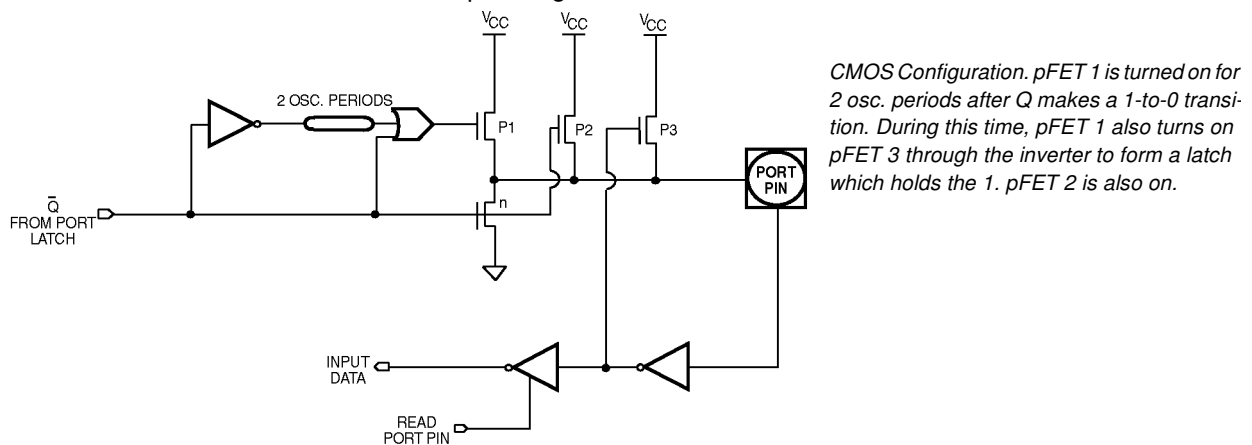 VCC
VCC
VCC
2 OSC. PERIODS
P1
P2
P3
n
PORT
PIN
Q̅
FROM PORT
LATCH
INPUT
DATA
READ
PORT PIN
CMOS Configuration. pFET 1 is turned on for
2 osc. periods after Q makes a 1-to-0 transi-
tion. During this time, pFET 1 also turns on
pFET 3 through the inverter to form a latch
which holds the 1. pFET 2 is also on.